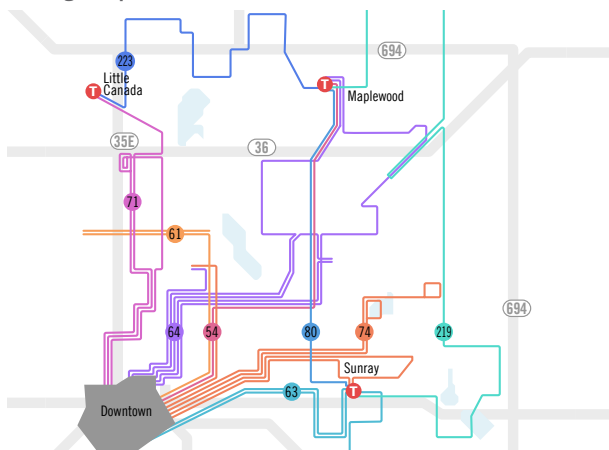 694
223
Little
Canada
T
T
Maplewood
35E
36
71
61
694
64
54
80
74
219
Sunray
T
63
Downtown